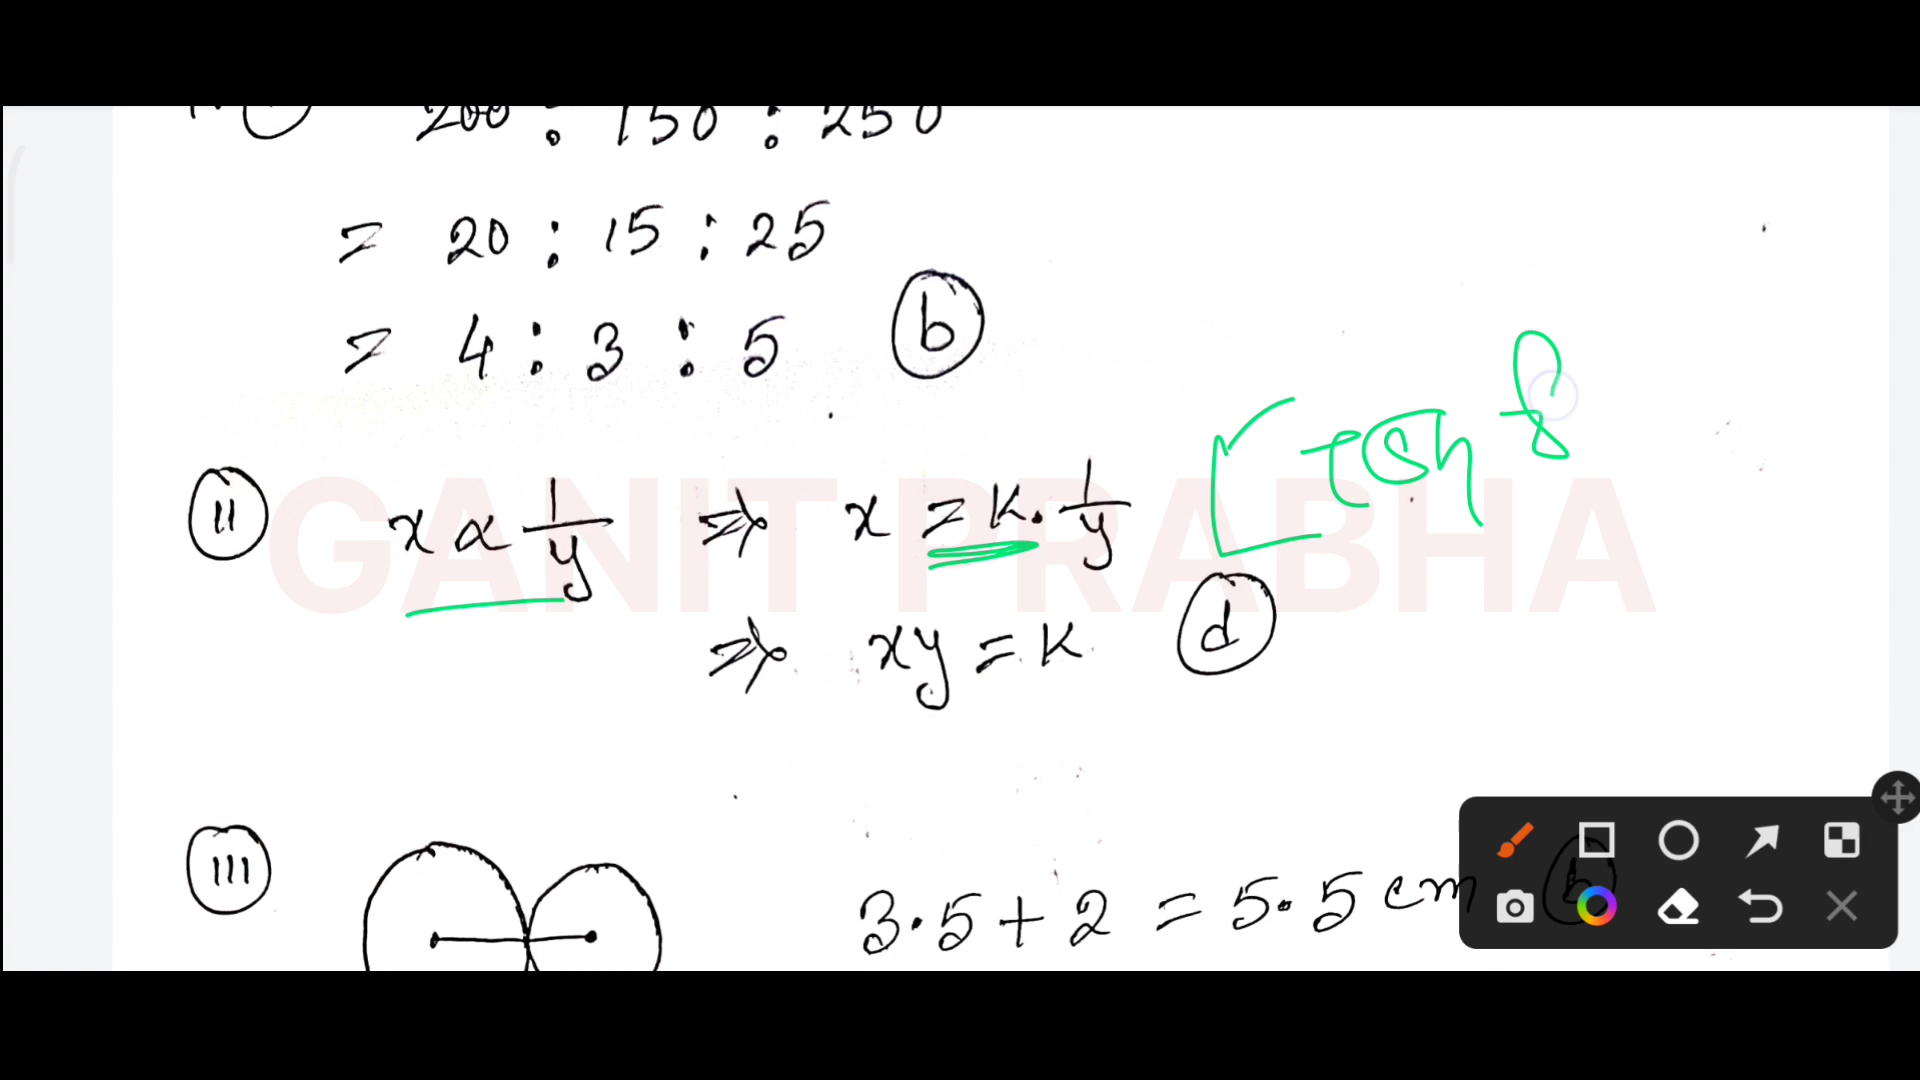 200 : 150 : 250
= 20 : 15 : 25
= 4 : 3 : 5 (b)
(ii) x ∝ 1/y ⇒ x = K. 1/y
GANIT PRABHA
⇒ xy = K (d)
(iii) 3.5 + 2 = 5.5 cm (b)